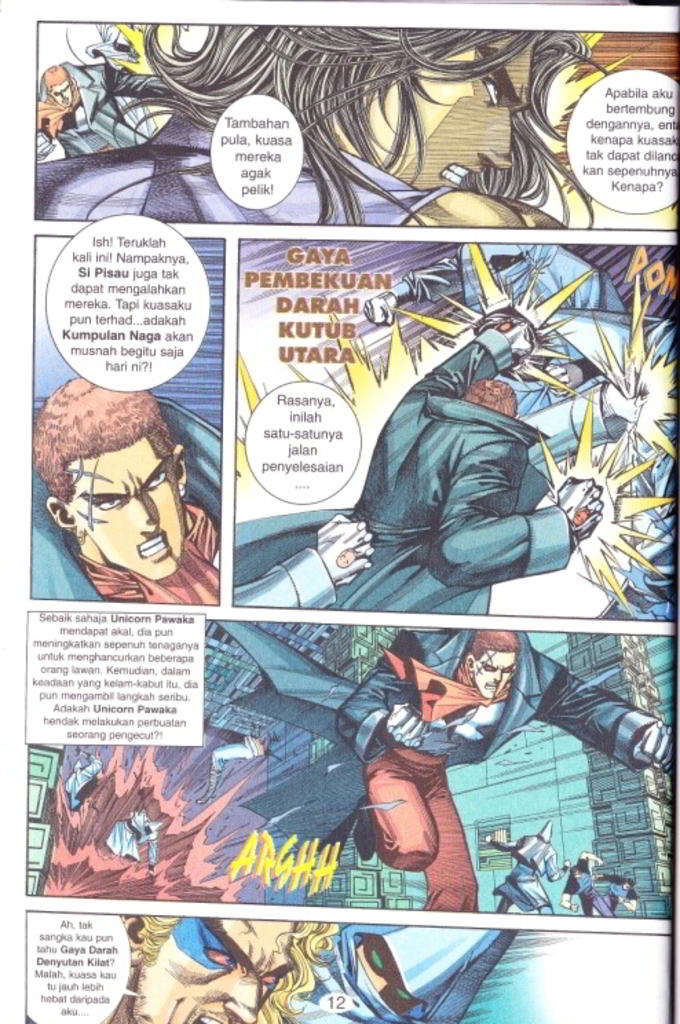 Tambahan
pula, kuasa
mereka
agak
pelik!
Apabila aku
bertembung
dengannya,
kenapa kuasa
tak dapat
kan sepenuhnya.
Kenapa?
Ish! Teruklah
kali ini! Nampaknya,
Si Pisau juga tak
dapat mengalahkan
mereka. Tapi kuasaku
pun terhad...adakah
Kumpulan Naga akan
musnah begitu saja
hari ni?!
GAYA
PEMBEKUAN
DARAH
KUTUB
UTARA
Rasanya,
inilah
satu-satunya
jalan
penyelesaian
....
Sebaik sahaja Unicorn Pawaka
mendapat akal, dia pun
meningkatkan sepenuh tenaganya
untuk menghancurkan beberapa
orang lawan. Kemudian, dalam
keadaan yang kelam-kabut itu, dia
pun mengambil langkah seribu.
Adakah Unicorn Pawaka
hendak melakukan perbuatan
seorang pengecut?!
ARGHH
Ah, tak
sangka kau pun
tahu Gaya Darah
Denyutan Kilat?
Malah, kuasa kau
tu jauh lebih
hebat daripada
aku....
12